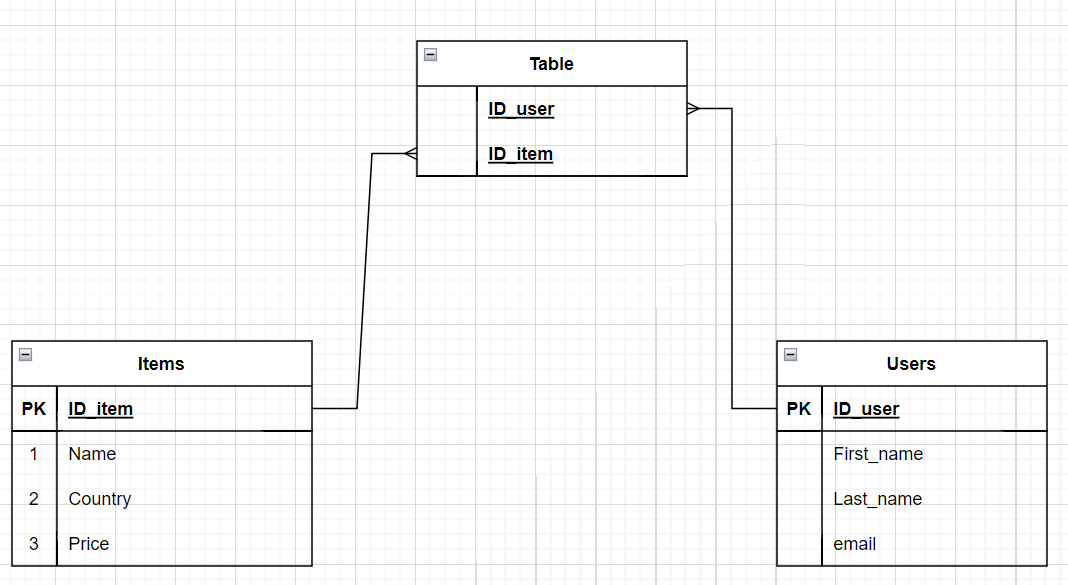 Table
ID_user
ID_item
Items
PK ID_item
1 Name
2 Country
3 Price
Users
PK ID_user
First_name
Last_name
email